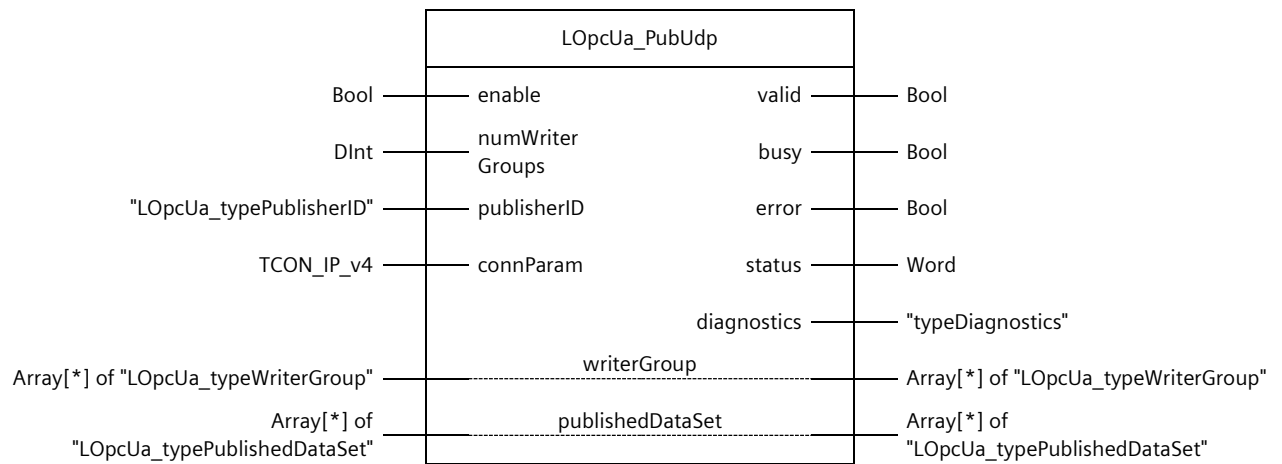 LOpcUa_PubUdp
Bool enable valid Bool
DInt numWriter
Groups busy Bool
"LOpcUa_typePublisherID" publisherID error Bool
TCON_IP_v4 connParam status Word
diagnostics "typeDiagnostics"
Array[*] of "LOpcUa_typeWriterGroup" writerGroup Array[*] of "LOpcUa_typeWriterGroup"
Array[*] of publishedDataSet Array[*] of
"LOpcUa_typePublishedDataSet" "LOpcUa_typePublishedDataSet"